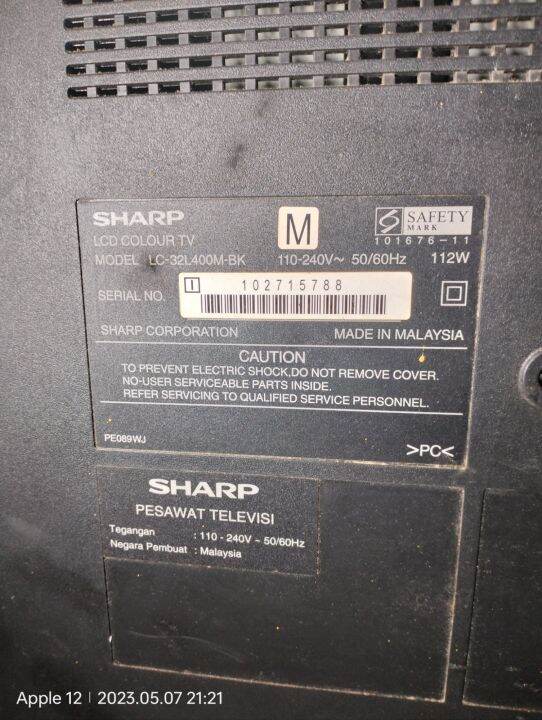 SHARP
LCD COLOUR TV
M
SAFETY
MARK
101676-11
MODEL LC-32L400M-BK 110-240V~ 50/60Hz 112W
SERIAL NO. I 102715788
SHARP CORPORATION MADE IN MALAYSIA
CAUTION
TO PREVENT ELECTRIC SHOCK,DO NOT REMOVE COVER.
NO-USER SERVICEABLE PARTS INSIDE.
REFER SERVICING TO QUALIFIED SERVICE PERSONNEL.
PE089WJ >PC<
SHARP
PESAWAT TELEVISI
Tegangan : 110 - 240V ~ 50/60Hz
Negara Pembuat : Malaysia
Apple 12 | 2023.05.07 21:21